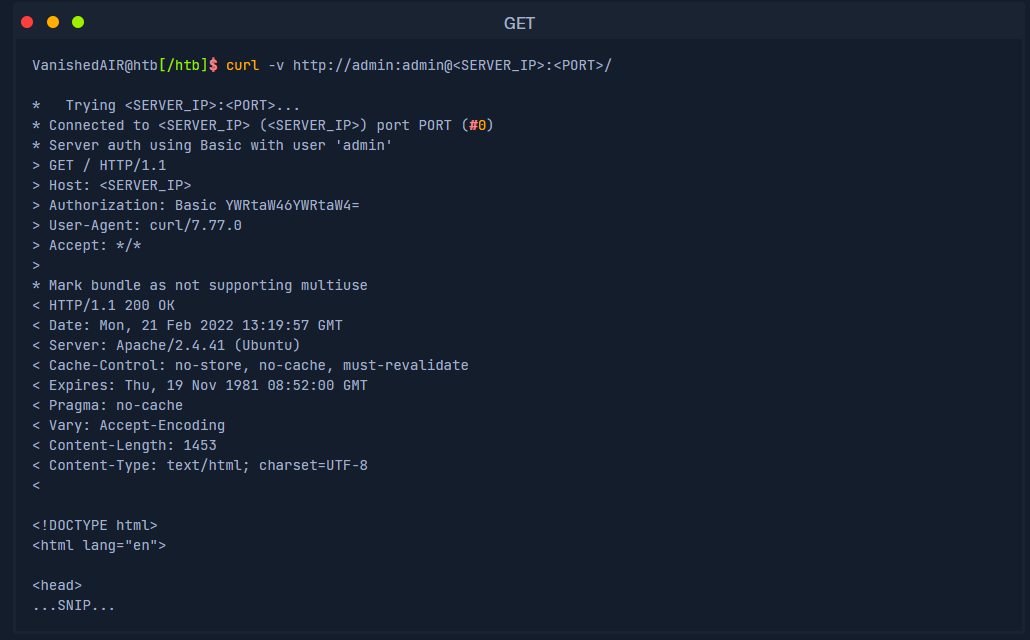 GET
VanishedAIR@htb[/htb]$ curl -v http://admin:admin@<SERVER_IP>:<PORT>/
*   Trying <SERVER_IP>:<PORT>...
* Connected to <SERVER_IP> (<SERVER_IP>) port PORT (#0)
* Server auth using Basic with user 'admin'
> GET / HTTP/1.1
> Host: <SERVER_IP>
> Authorization: Basic YWRtaW46YWRtaW4=
> User-Agent: curl/7.77.0
> Accept: */*
>
* Mark bundle as not supporting multiuse
< HTTP/1.1 200 OK
< Date: Mon, 21 Feb 2022 13:19:57 GMT
< Server: Apache/2.4.41 (Ubuntu)
< Cache-Control: no-store, no-cache, must-revalidate
< Expires: Thu, 19 Nov 1981 08:52:00 GMT
< Pragma: no-cache
< Vary: Accept-Encoding
< Content-Length: 1453
< Content-Type: text/html; charset=UTF-8
<
<!DOCTYPE html>
<html lang="en">
<head>
...SNIP...